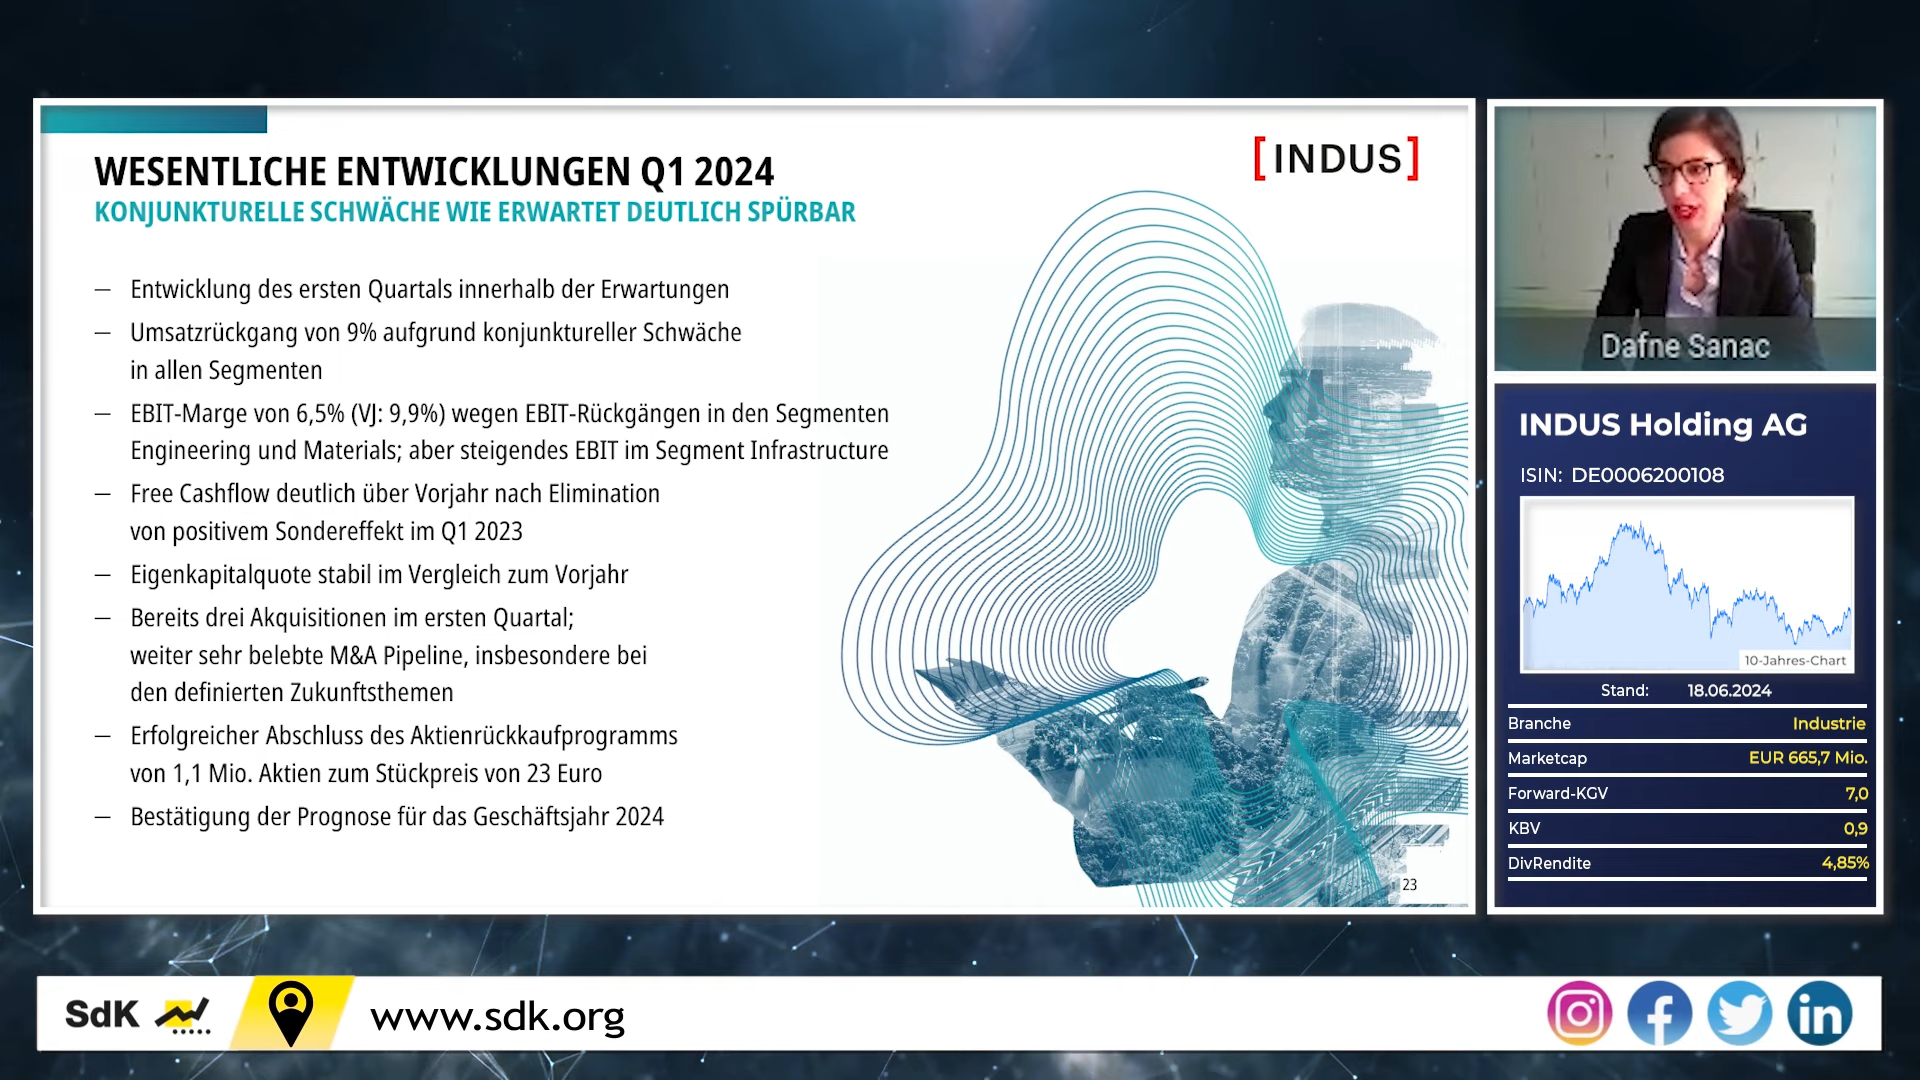 WESENTLICHE ENTWICKLUNGEN Q1 2024
KONJUNKTURELLE SCHWÄCHE WIE ERWARTET DEUTLICH SPÜRBAR
[INDUS]
— Entwicklung des ersten Quartals innerhalb der Erwartungen
— Umsatzrückgang von 9% aufgrund konjunktureller Schwäche
in allen Segmenten
— EBIT-Marge von 6,5% (VJ: 9,9%) wegen EBIT-Rückgängen in den Segmenten
Engineering und Materials; aber steigendes EBIT im Segment Infrastructure
— Free Cashflow deutlich über Vorjahr nach Elimination
von positivem Sondereffekt im Q1 2023
— Eigenkapitalquote stabil im Vergleich zum Vorjahr
— Bereits drei Akquisitionen im ersten Quartal;
weiter sehr belebte M&A Pipeline, insbesondere bei
den definierten Zukunftsthemen
— Erfolgreicher Abschluss des Aktienrückkaufprogramms
von 1,1 Mio. Aktien zum Stückpreis von 23 Euro
— Bestätigung der Prognose für das Geschäftsjahr 2024
23
Dafne Sanac
INDUS Holding AG
ISIN: DE0006200108
10-Jahres-Chart
Stand: 18.06.2024
Branche Industrie
Marketcap EUR 665,7 Mio.
Forward-KGV 7,0
KBV 0,9
DivRendite 4,85%
SdK
www.sdk.org